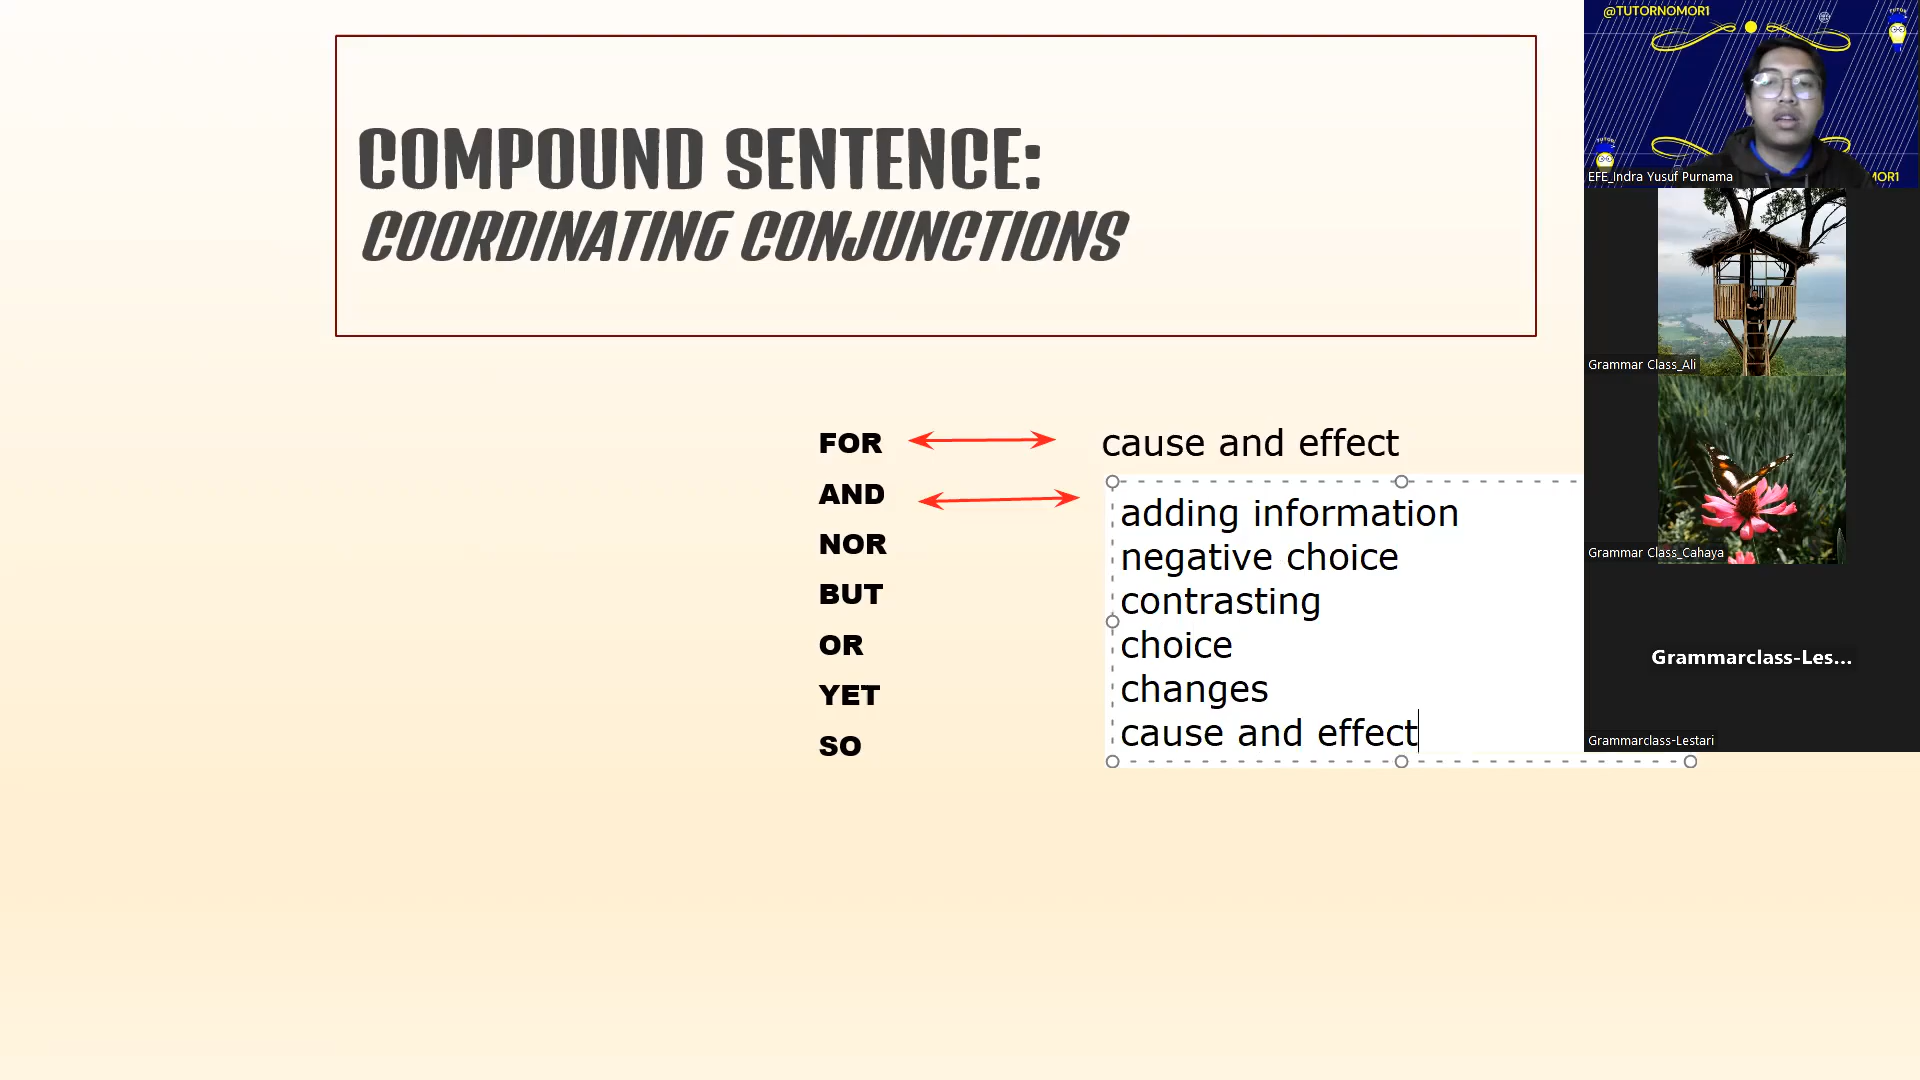 COMPOUND SENTENCE:
COORDINATING CONJUNCTIONS
FOR
AND
NOR
BUT
OR
YET
SO
cause and effect
adding information
negative choice
contrasting
choice
changes
cause and effect
@TUTORNOMOR1
EFE_Indra Yusuf Purnama
MOR1
Grammar Class_Ali
Grammar Class_Cahaya
Grammarclass-Les...
Grammarclass-Lestari